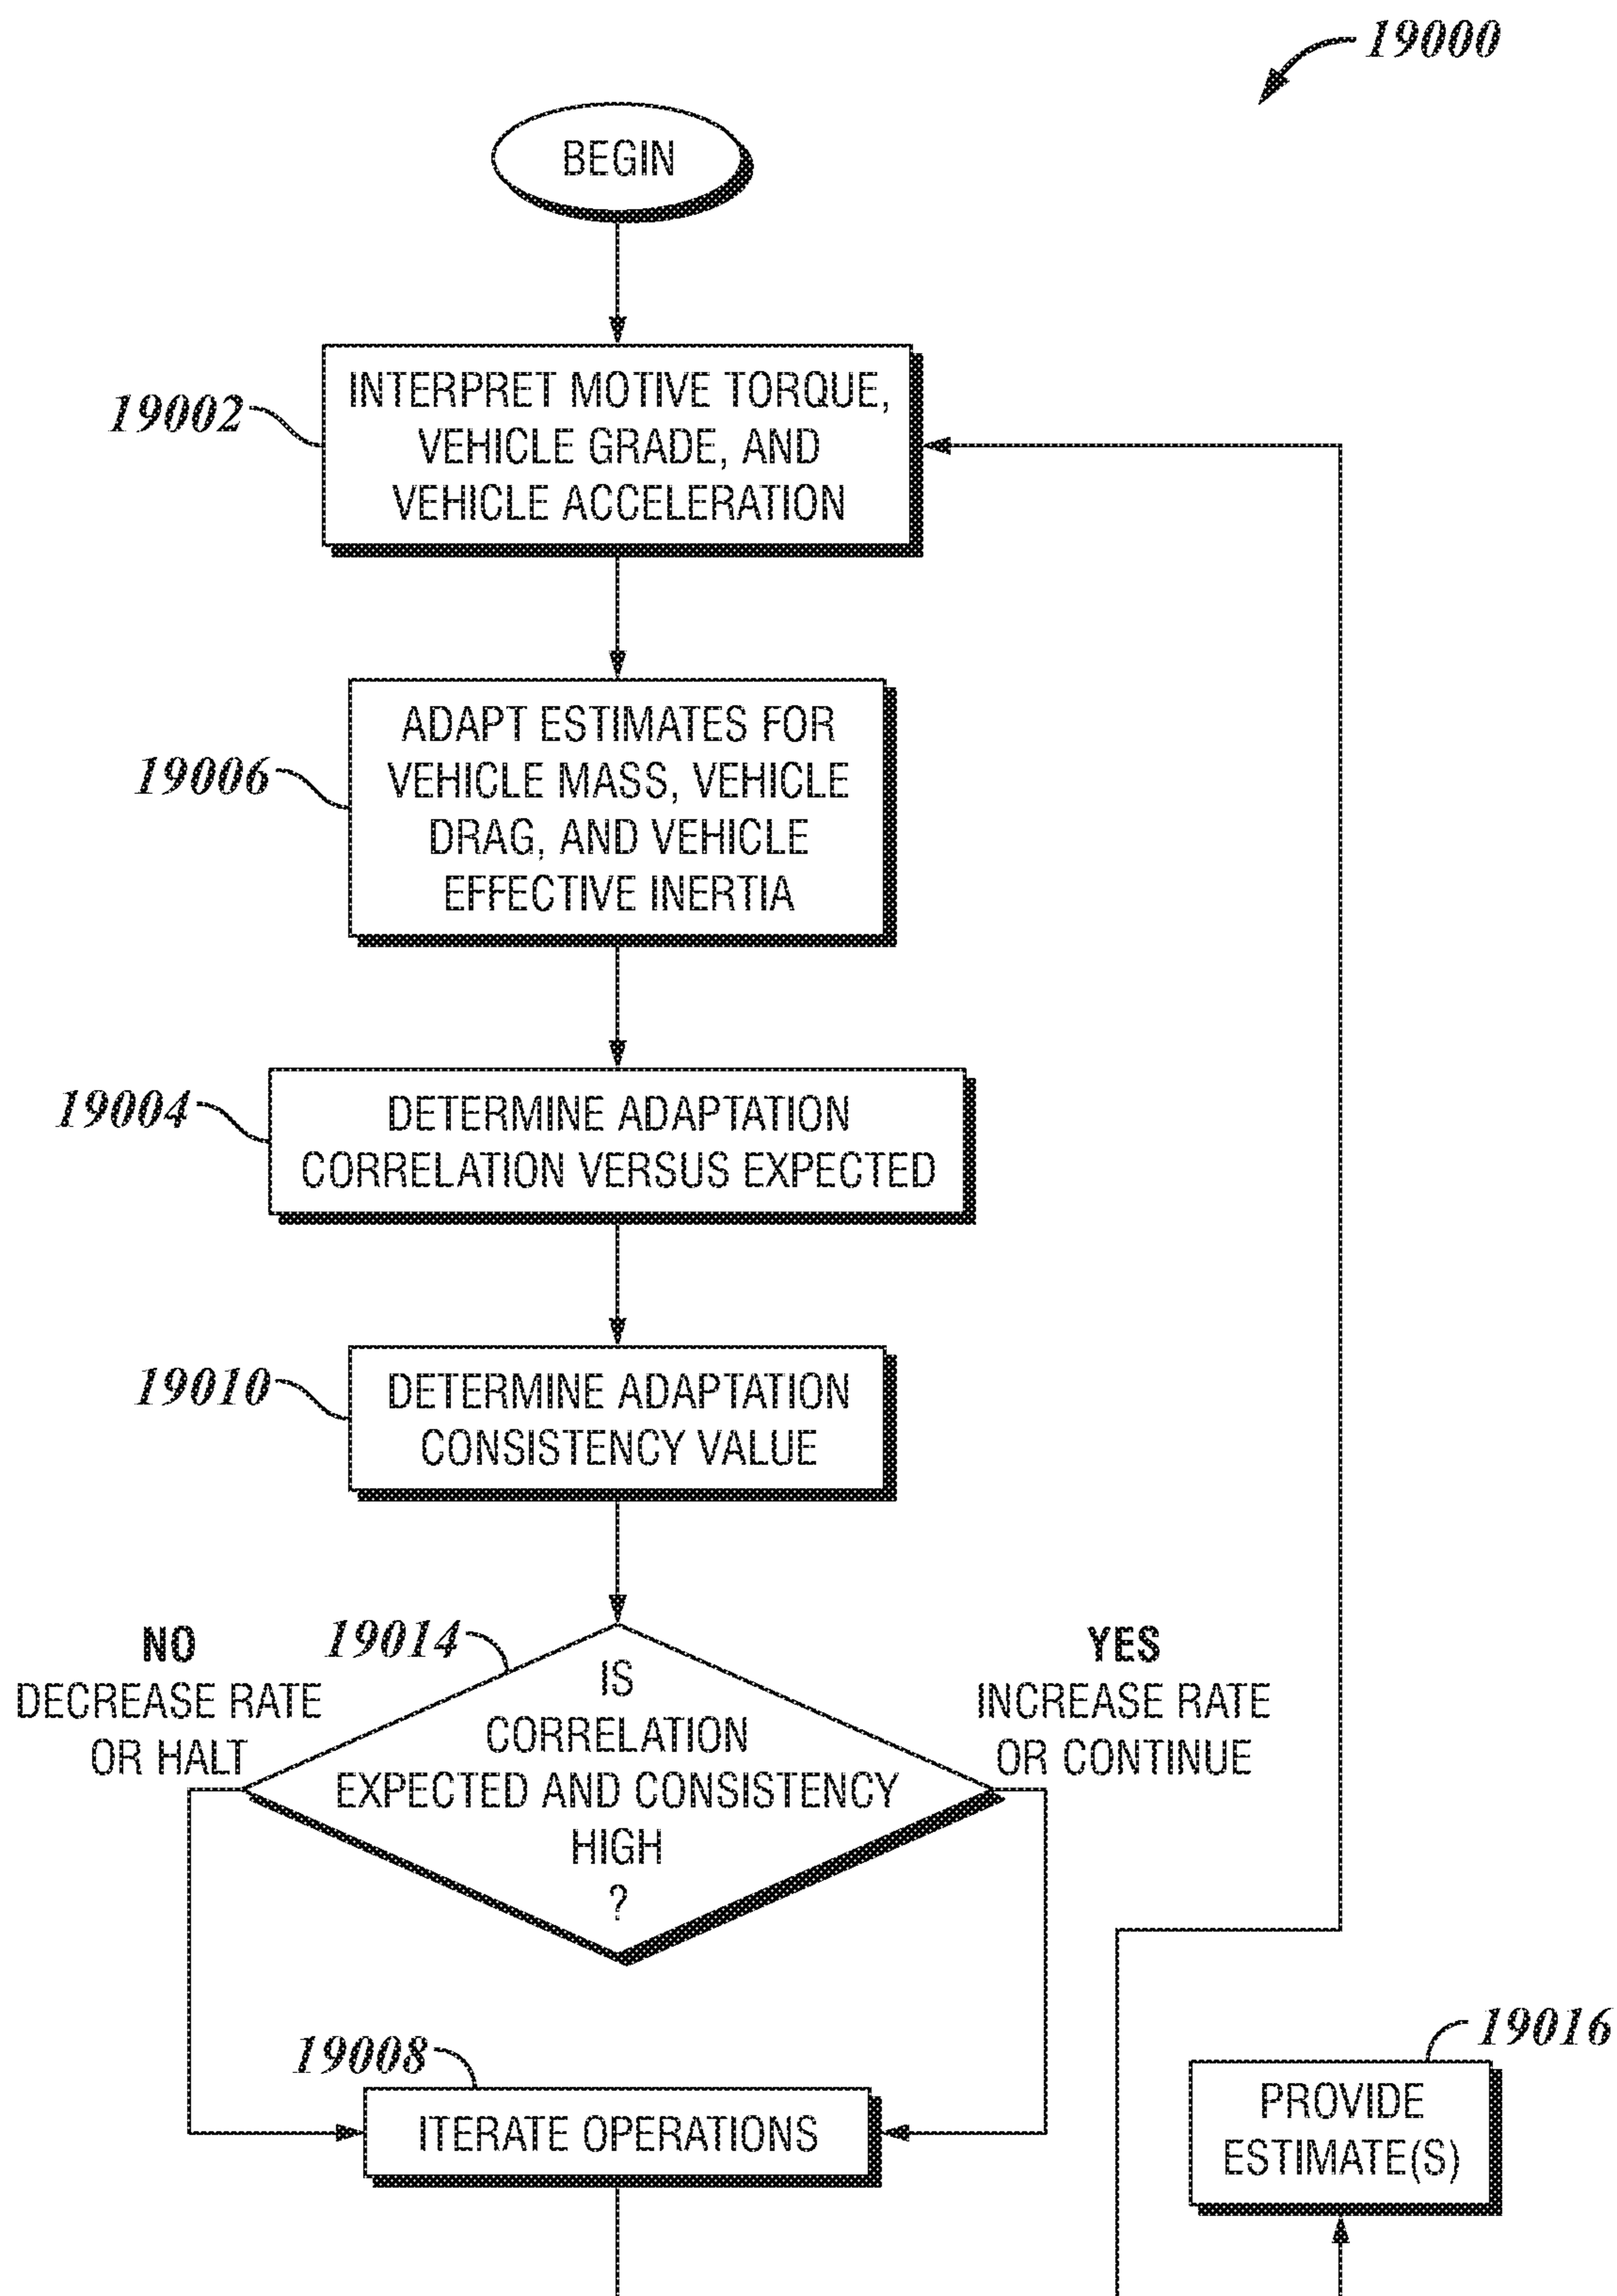 19000
BEGIN
19002
INTERPRET MOTIVE TORQUE,
VEHICLE GRADE, AND
VEHICLE ACCELERATION
19006
ADAPT ESTIMATES FOR
VEHICLE MASS, VEHICLE
DRAG, AND VEHICLE
EFFECTIVE INERTIA
19004
DETERMINE ADAPTATION
CORRELATION VERSUS EXPECTED
19010
DETERMINE ADAPTATION
CONSISTENCY VALUE
NO
DECREASE RATE
OR HALT
19014
IS
CORRELATION
EXPECTED AND CONSISTENCY
HIGH
?
YES
INCREASE RATE
OR CONTINUE
19008
ITERATE OPERATIONS
19016
PROVIDE
ESTIMATE(S)